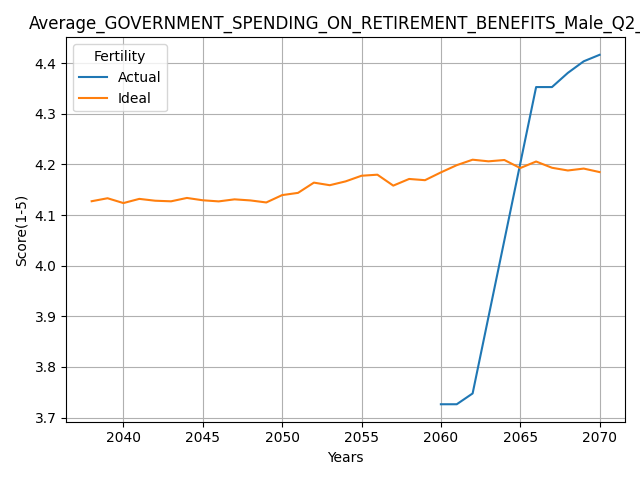 Average_GOVERNMENT_SPENDING_ON_RETIREMENT_BENEFITS_Male_Q2_
Fertility
Actual
Ideal
4.4
4.3
4.2
4.1
4.0
3.9
3.8
3.7
Score(1-5)
2040 2045 2050 2055 2060 2065 2070
Years